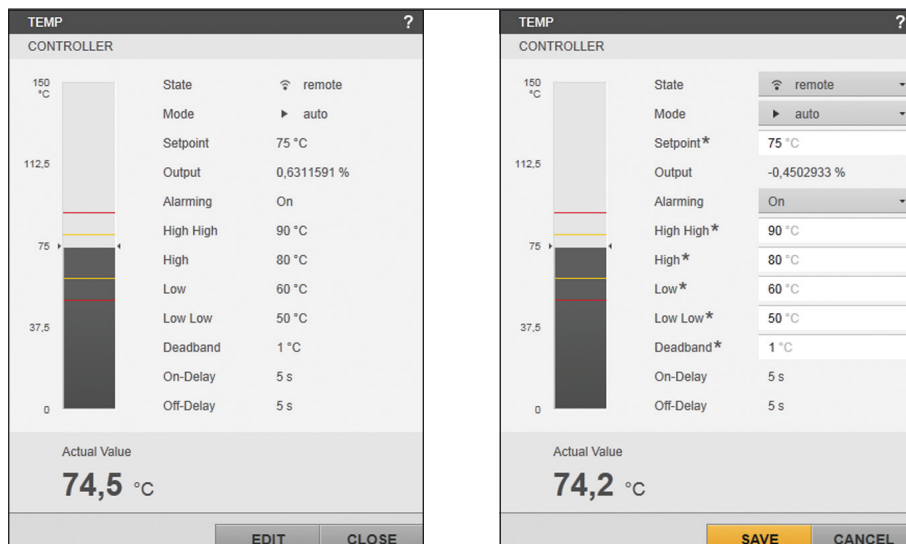 TEMP ?
CONTROLLER
150
°C
112,5
75
37,5
0
State remote
Mode auto
Setpoint 75 °C
Output 0,6311591 %
Alarming On
High High 90 °C
High 80 °C
Low 60 °C
Low Low 50 °C
Deadband 1 °C
On-Delay 5 s
Off-Delay 5 s
Actual Value
74,5 °C
EDIT CLOSE
TEMP ?
CONTROLLER
150
°C
112,5
75
37,5
0
State remote
Mode auto
Setpoint* 75 °C
Output -0,4502933 %
Alarming On
High High* 90 °C
High* 80 °C
Low* 60 °C
Low Low* 50 °C
Deadband* 1 °C
On-Delay 5 s
Off-Delay 5 s
Actual Value
74,2 °C
SAVE CANCEL